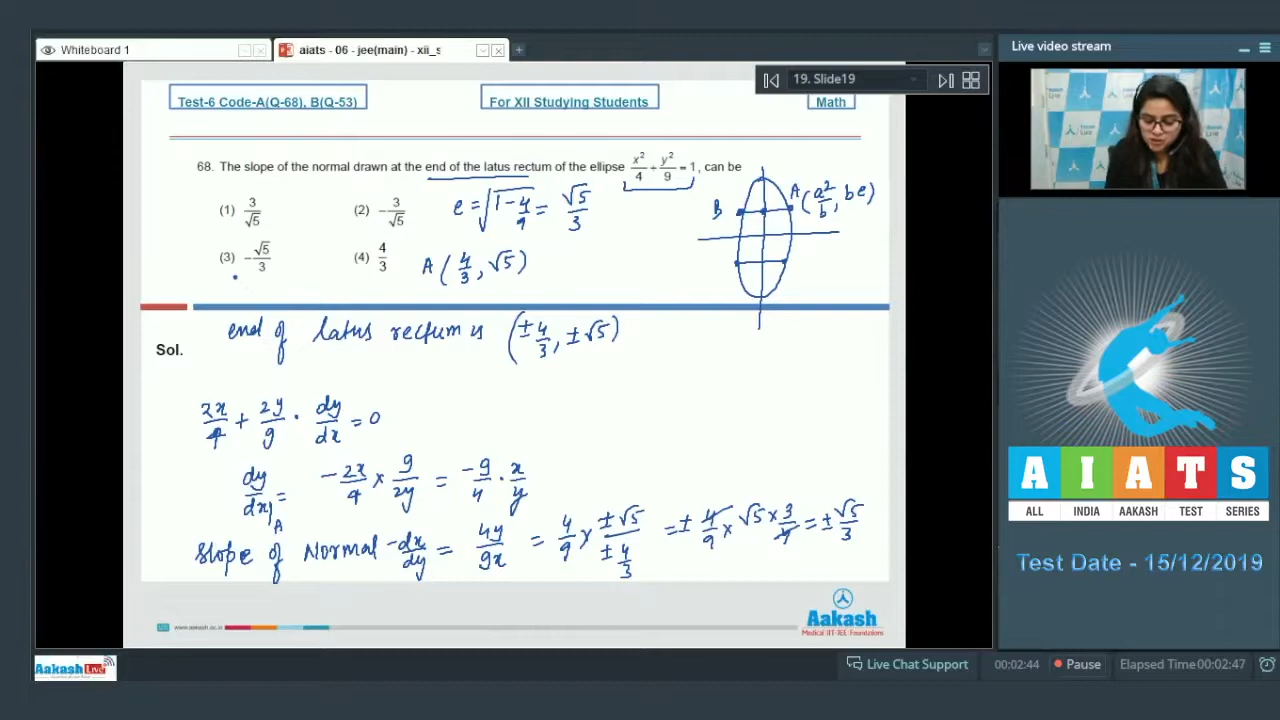 Whiteboard 1
aiats - 06 - jee(main) - xii_s
Live video stream
19. Slide19
Test-6 Code-A(Q-68), B(Q-53)
For XII Studying Students
Math
68. The slope of the normal drawn at the end of the latus rectum of the ellipse x²/4 + y²/9 = 1, can be
(1) 3/√5
(2) -3/√5
(3) -√5/3
(4) 4/3
e = √(1 - 4/9) = √5/3
A (4/3, √5)
B
A (a²/b, be)
Sol.
end of latus rectum is (±4/3, ±√5)
2x/4 + 2y/9 · dy/dx = 0
dy/dx]A = -2x/4 × 9/2y = -9/4 · x/y
Slope of Normal -dx/dy = 4y/9x = 4/9 × ±√5/±4/3 = ± 4/9 × √5 × 3/4 = ± √5/3
www.aakash.ac.in
Aakash
Medical|IIT-JEE|Foundations
AIATS
ALL INDIA AAKASH TEST SERIES
Test Date - 15/12/2019
Aakash Live
Live Chat Support
00:02:44
Pause
Elapsed Time 00:02:47